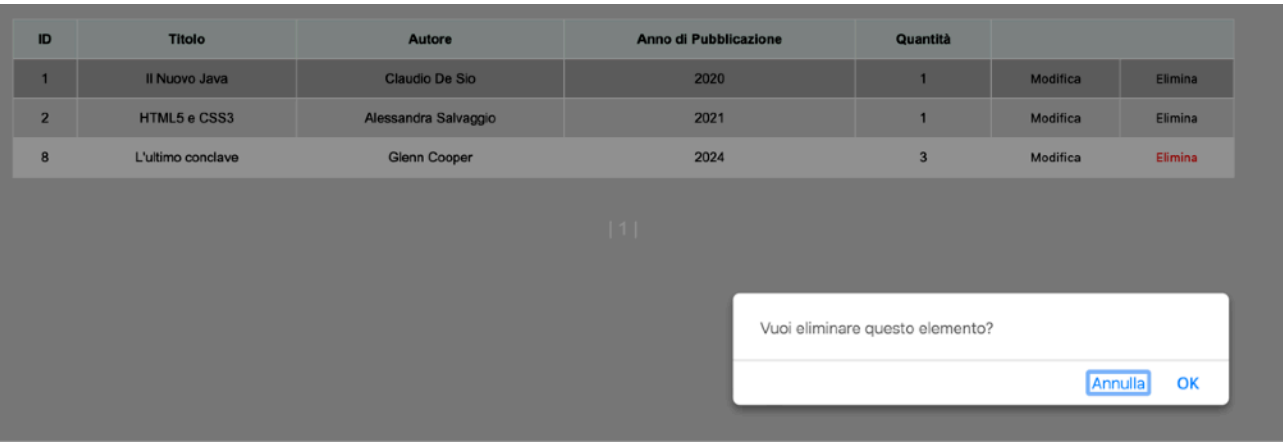 ID Titolo Autore Anno di Pubblicazione Quantità
1 Il Nuovo Java Claudio De Sio 2020 1 Modifica Elimina
2 HTML5 e CSS3 Alessandra Salvaggio 2021 1 Modifica Elimina
8 L'ultimo conclave Glenn Cooper 2024 3 Modifica Elimina
| 1 |
Vuoi eliminare questo elemento?
Annulla OK